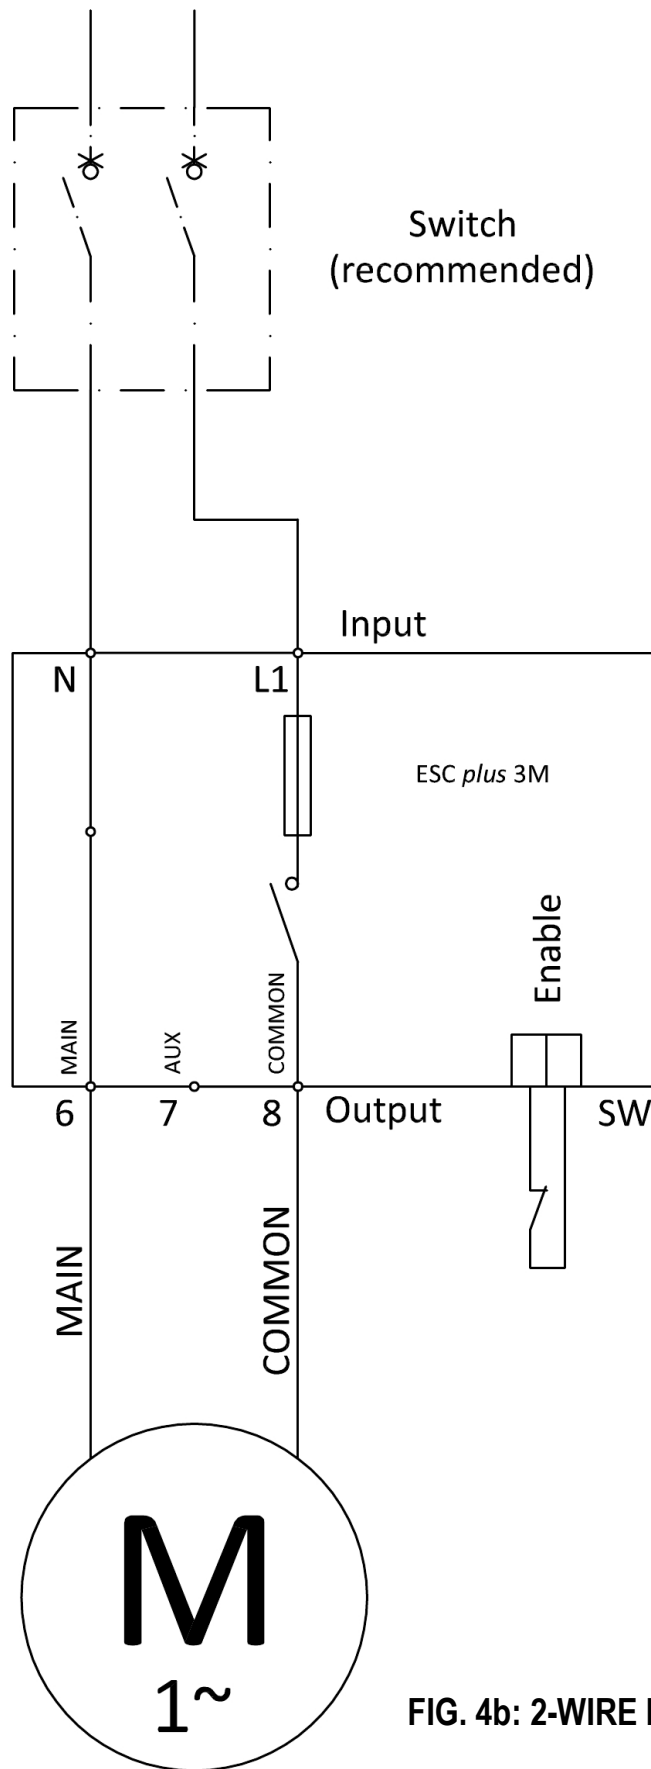 Switch
(recommended)
Input
N
L1
ESC plus 3M
Enable
MAIN
AUX
COMMON
6
7
8
Output
SW
MAIN
COMMON
M
1~
FIG. 4b: 2-WIRE